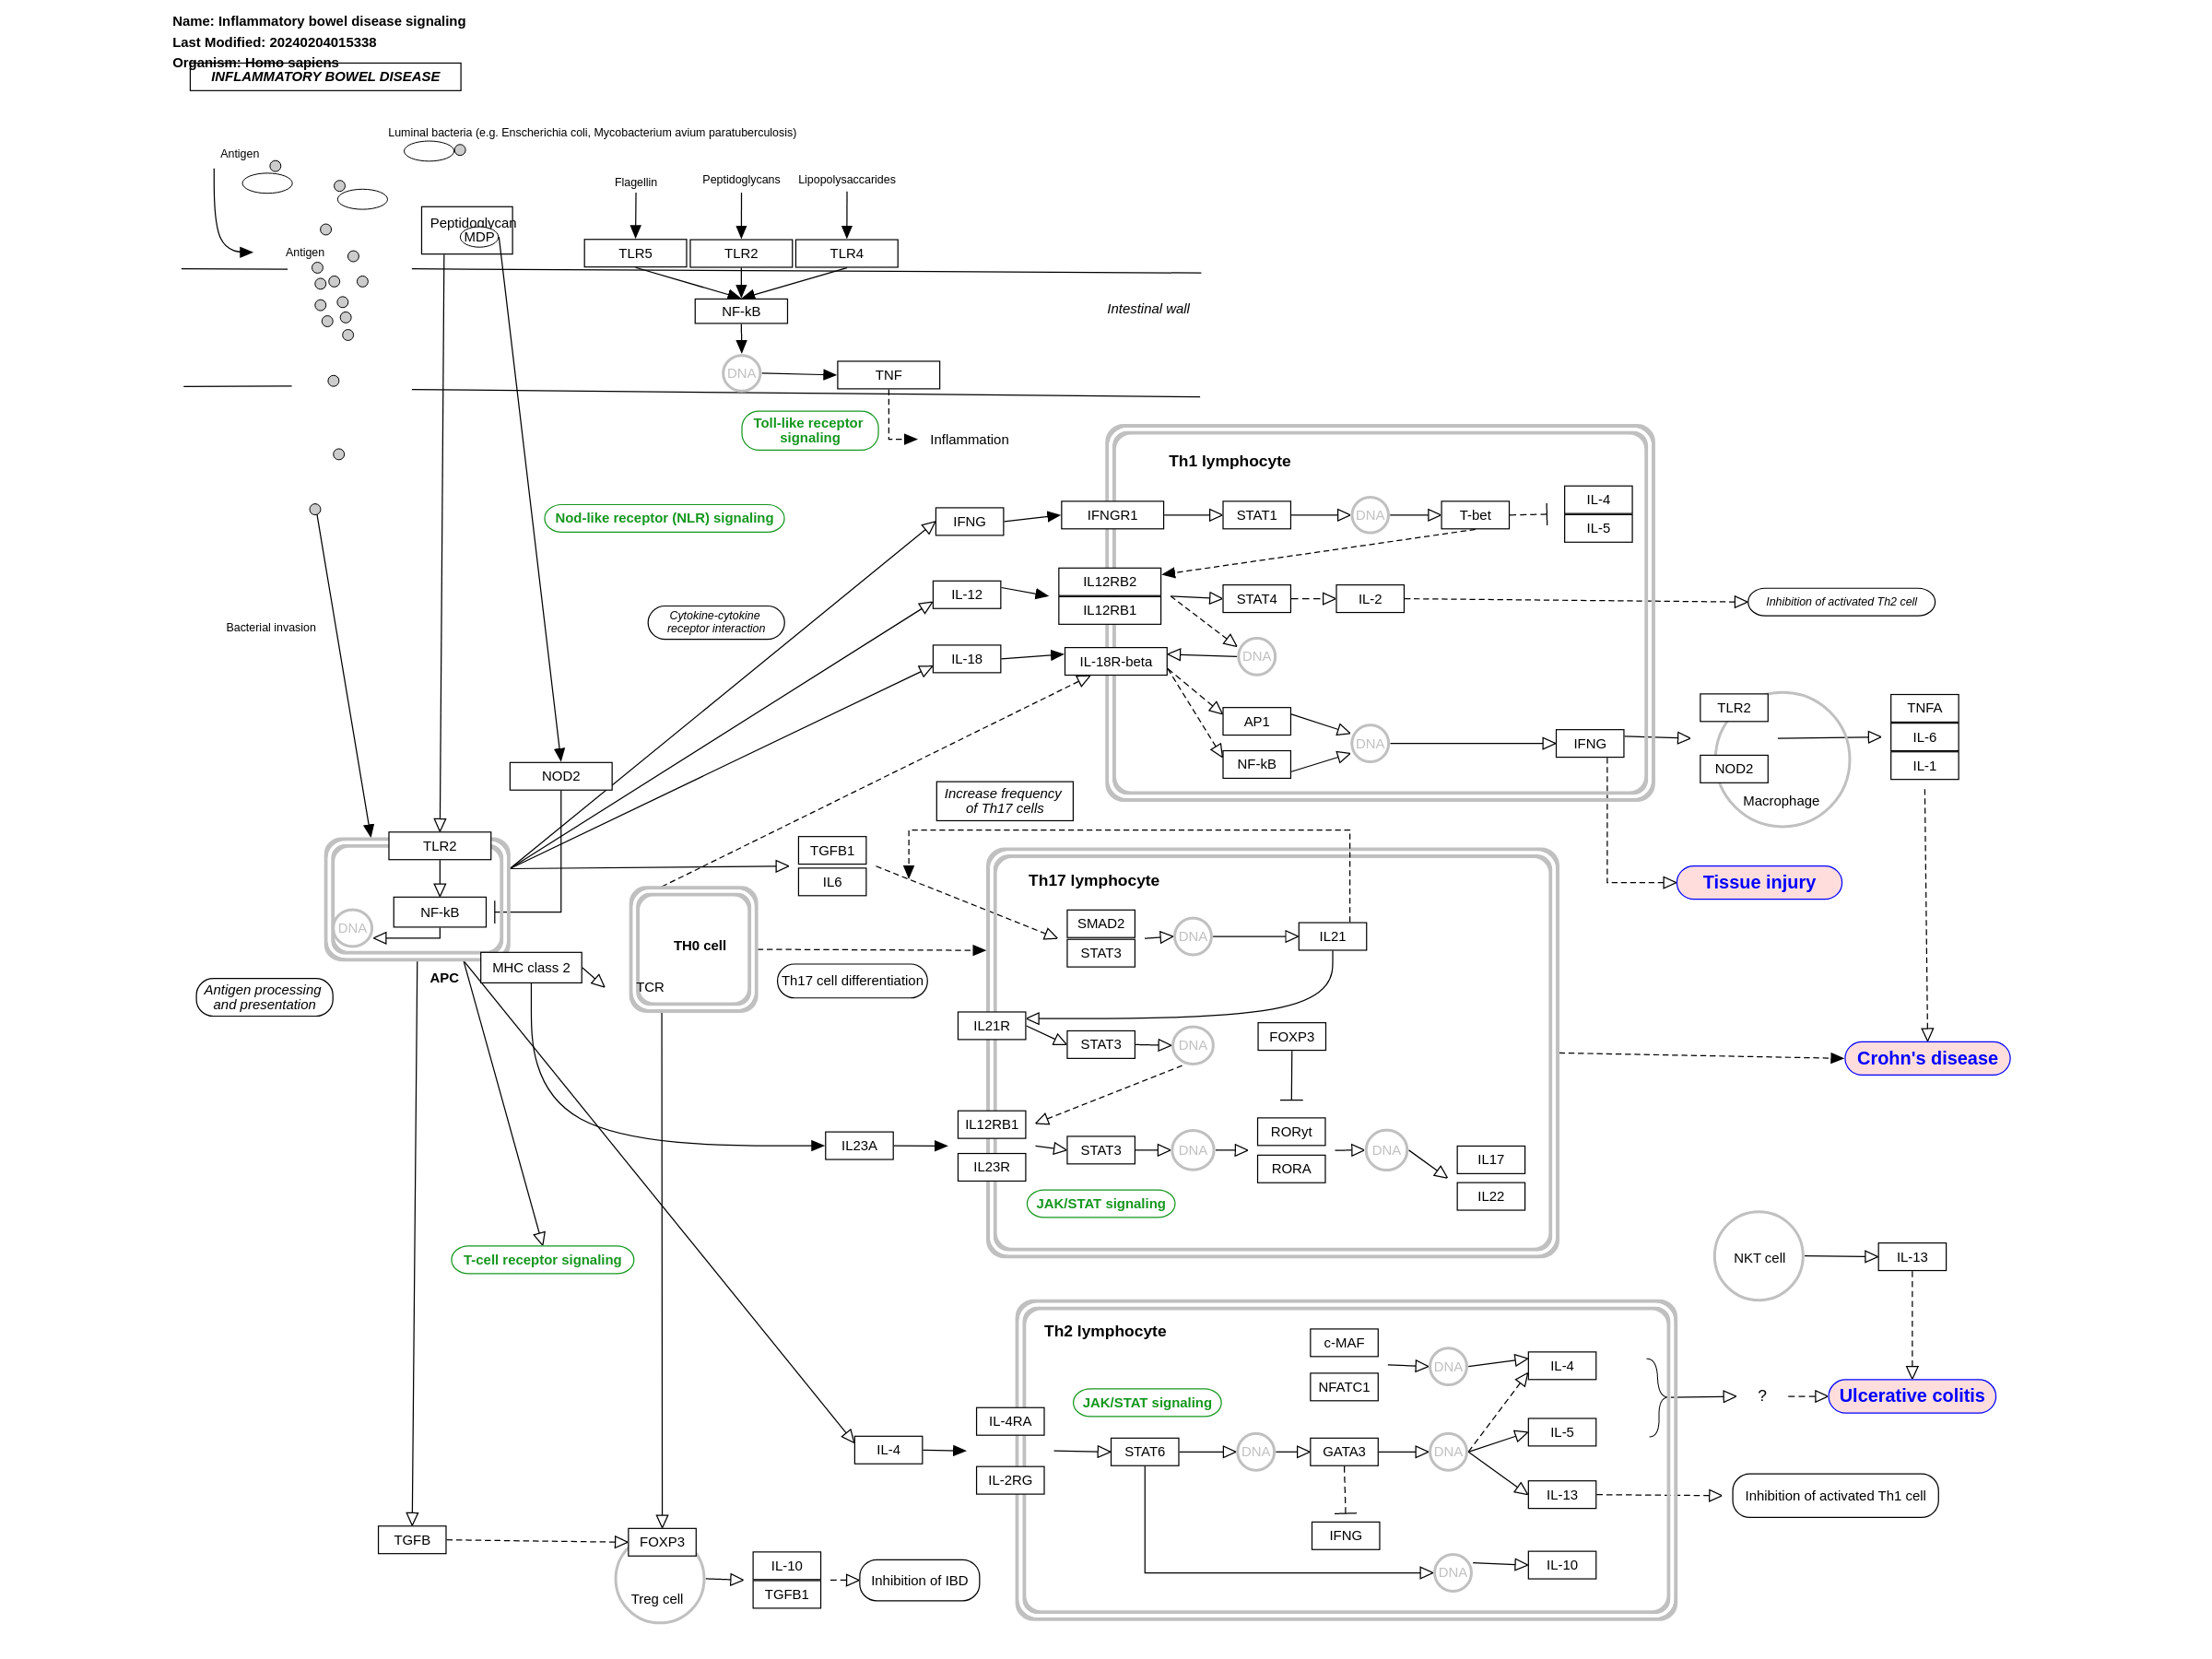 Name: Inflammatory bowel disease signaling
Last Modified: 20240204015338
Organism: Homo sapiens
INFLAMMATORY BOWEL DISEASE
Luminal bacteria (e.g. Enscherichia coli, Mycobacterium avium paratuberculosis)
Antigen
Flagellin
Peptidoglycans
Lipopolysaccarides
Peptidoglycan
MDP
Antigen
TLR5
TLR2
TLR4
NF-kB
Intestinal wall
DNA
TNF
Toll-like receptor
signaling
Inflammation
Th1 lymphocyte
Nod-like receptor (NLR) signaling
IFNG
IFNGR1
STAT1
DNA
T-bet
IL-4
IL-5
IL-12
IL12RB2
IL12RB1
STAT4
IL-2
Inhibition of activated Th2 cell
Cytokine-cytokine
receptor interaction
Bacterial invasion
IL-18
IL-18R-beta
DNA
AP1
NF-kB
DNA
IFNG
TLR2
NOD2
Macrophage
TNFA
IL-6
IL-1
NOD2
Increase frequency
of Th17 cells
TLR2
NF-kB
DNA
APC
MHC class 2
Antigen processing
and presentation
TGFB1
IL6
TH0 cell
TCR
Th17 cell differentiation
Th17 lymphocyte
Tissue injury
SMAD2
STAT3
DNA
IL21
IL21R
STAT3
DNA
FOXP3
Crohn's disease
IL23A
IL12RB1
IL23R
STAT3
DNA
RORyt
RORA
DNA
IL17
IL22
JAK/STAT signaling
T-cell receptor signaling
NKT cell
IL-13
Th2 lymphocyte
c-MAF
NFATC1
DNA
IL-4
?
Ulcerative colitis
JAK/STAT signaling
IL-4
IL-4RA
IL-2RG
STAT6
DNA
GATA3
DNA
IL-5
IL-13
Inhibition of activated Th1 cell
IFNG
DNA
IL-10
TGFB
FOXP3
Treg cell
IL-10
TGFB1
Inhibition of IBD